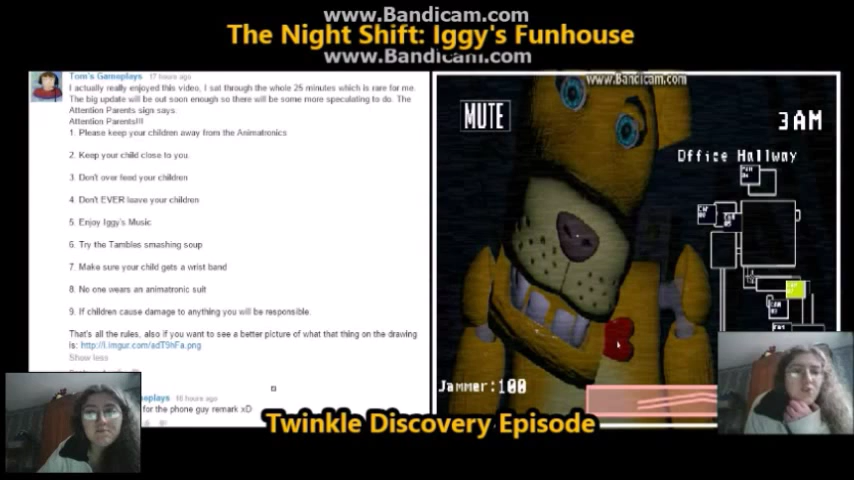 www.Bandicam.com
The Night Shift: Iggy's Funhouse
www.Bandicam.com
Tom's Gameplays 17 hours ago
I actually really enjoyed this video, I sat through the whole 25 minutes which is rare for me.
The big update will be out soon enough so there will be some more speculating to do. The
Attention Parents sign says.
Attention Parents!!!
1. Please keep your children away from the Animatronics
2. Keep your child close to you.
3. Don't over feed your children
4. Don't EVER leave your children
5. Enjoy Iggy's Music
6. Try the Tambles smashing soup
7. Make sure your child gets a wrist band
8. No one wears an animatronic suit
9. If children cause damage to anything you will be responsible.
That's all the rules, also if you want to see a better picture of what that thing on the drawing
is: http://i.imgur.com/adT9hFa.png
Show less
eplays 16 hours ago
for the phone guy remark xD
www.Bandicam.com
MUTE
3AM
Office Hallway
Jammer:100
Twinkle Discovery Episode